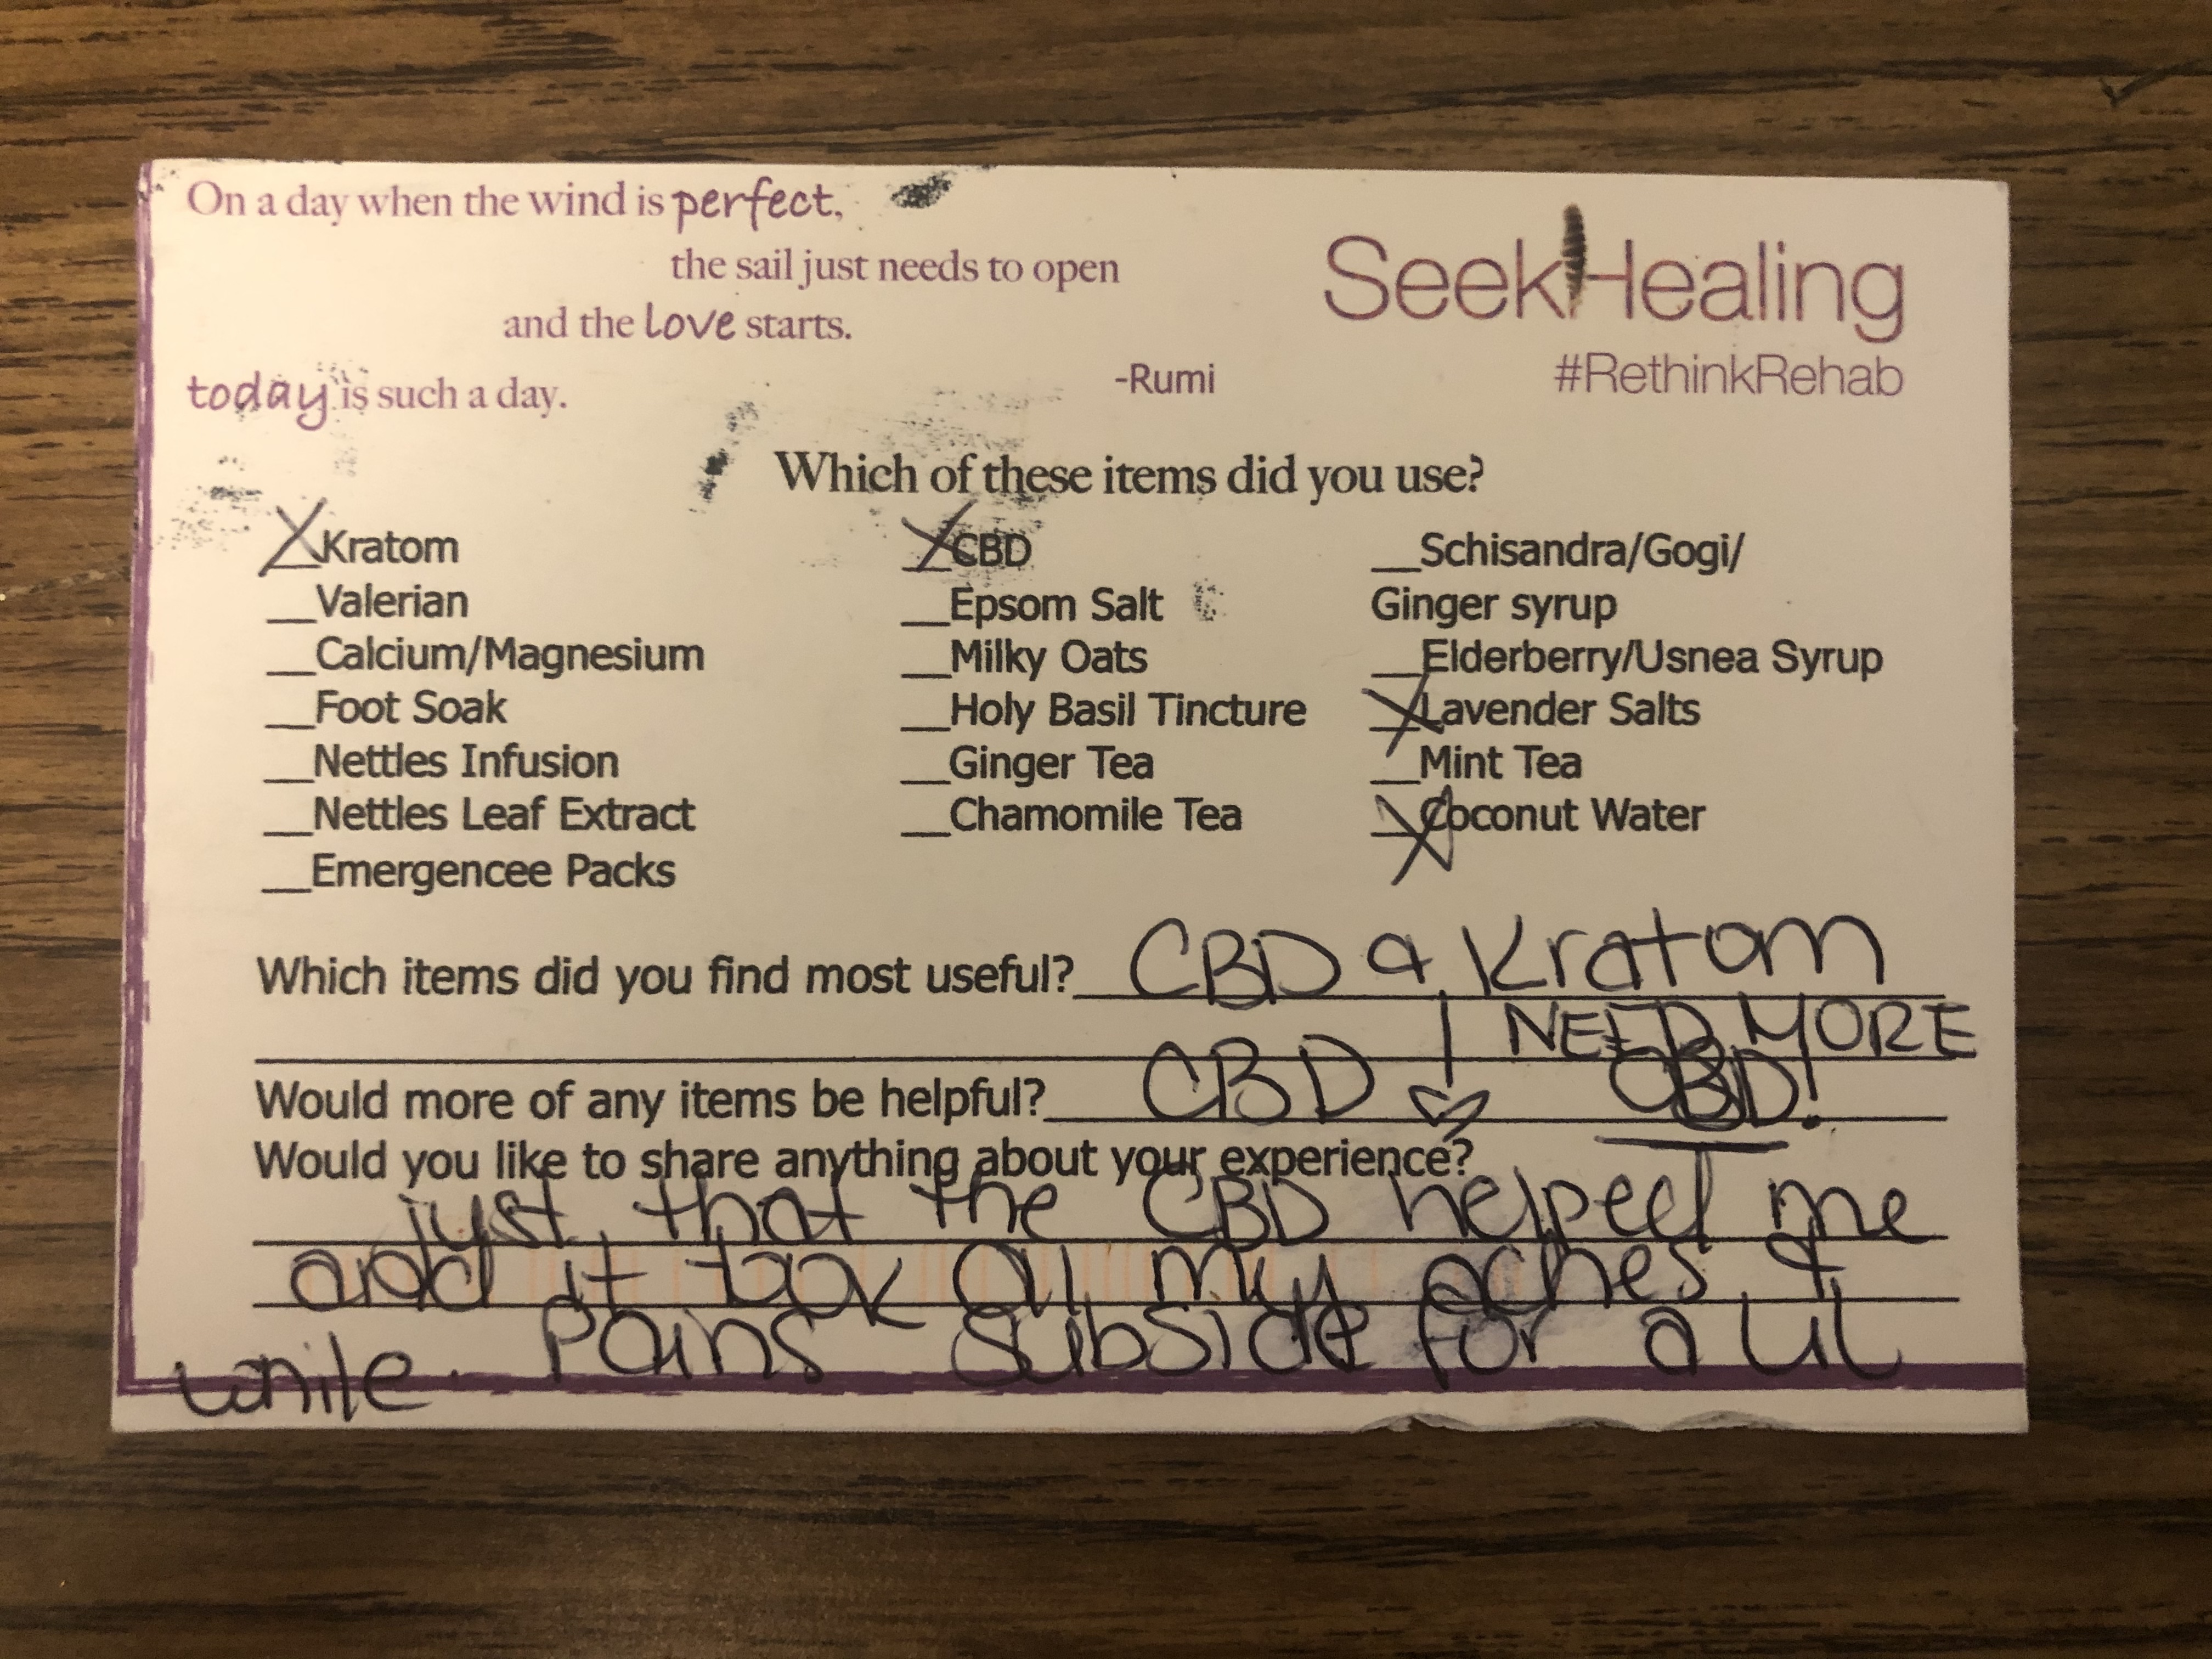 On a day when the wind is perfect,
the sail just needs to open
and the love starts.
today is such a day.
-Rumi
SeekHealing
#RethinkRehab
Which of these items did you use?
X Kratom
__Valerian
__Calcium/Magnesium
__Foot Soak
__Nettles Infusion
__Nettles Leaf Extract
__Emergencee Packs
X CBD
__Epsom Salt
__Milky Oats
__Holy Basil Tincture
__Ginger Tea
__Chamomile Tea
__Schisandra/Gogi/
Ginger syrup
__Elderberry/Usnea Syrup
X Lavender Salts
__Mint Tea
X Coconut Water
Which items did you find most useful? CBD & Kratom
I NEED MORE
CBD!
Would more of any items be helpful? CBD
Would you like to share anything about your experience?
just that the CBD helped me
and it took all my aches &
Pains subside for a lil
while.